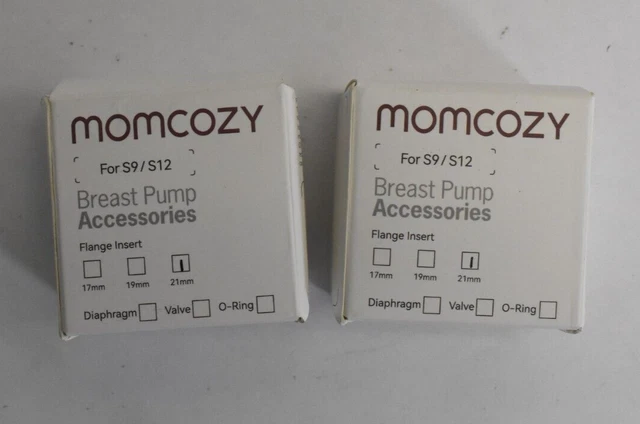 momcozy
For S9/S12
Breast Pump
Accessories
Flange Insert
17mm 19mm 21mm
Diaphragm Valve O-Ring
momcozy
For S9/S12
Breast Pump
Accessories
Flange Insert
17mm 19mm 21mm
Diaphragm Valve O-Ring